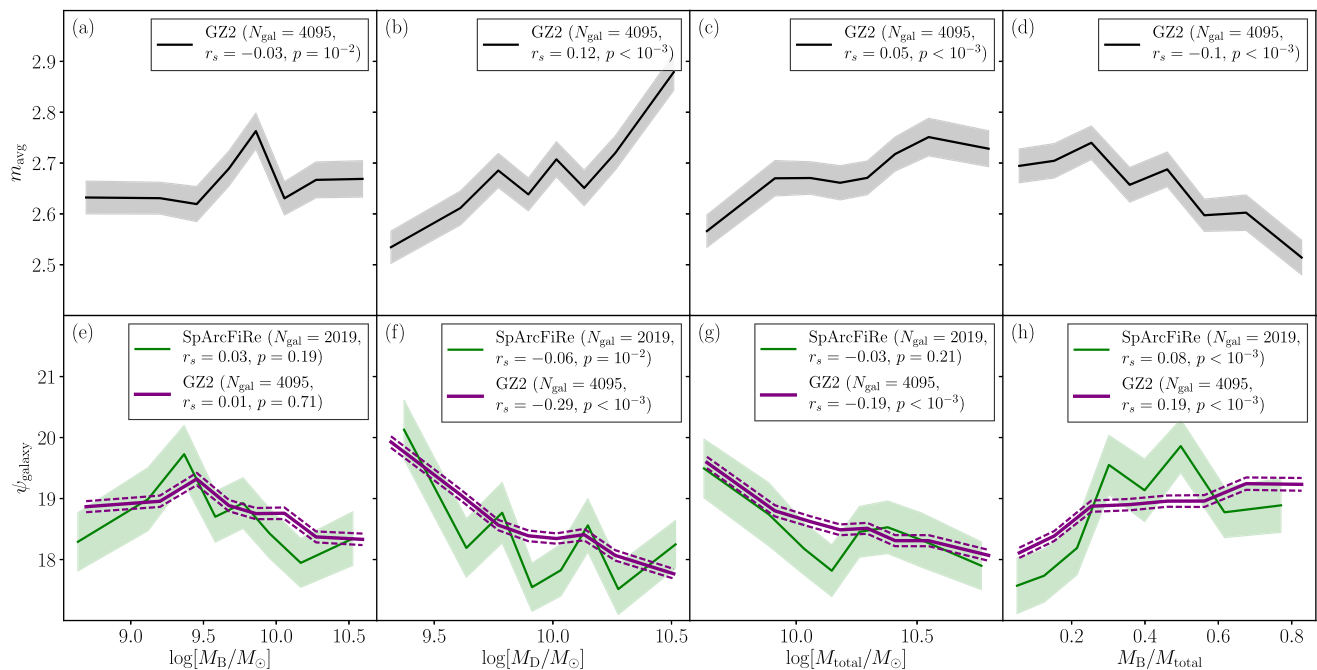 (a)
GZ2 (N_gal = 4095,
r_s = −0.03, p = 10^−2)
(b)
GZ2 (N_gal = 4095,
r_s = 0.12, p < 10^−3)
(c)
GZ2 (N_gal = 4095,
r_s = 0.05, p < 10^−3)
(d)
GZ2 (N_gal = 4095,
r_s = −0.1, p < 10^−3)
2.9
2.8
2.7
2.6
2.5
m_avg
(e)
SpArcFiRe (N_gal = 2019,
r_s = 0.03, p = 0.19)
GZ2 (N_gal = 4095,
r_s = 0.01, p = 0.71)
(f)
SpArcFiRe (N_gal = 2019,
r_s = −0.06, p = 10^−2)
GZ2 (N_gal = 4095,
r_s = −0.29, p < 10^−3)
(g)
SpArcFiRe (N_gal = 2019,
r_s = −0.03, p = 0.21)
GZ2 (N_gal = 4095,
r_s = −0.19, p < 10^−3)
(h)
SpArcFiRe (N_gal = 2019,
r_s = 0.08, p < 10^−3)
GZ2 (N_gal = 4095,
r_s = 0.19, p < 10^−3)
21
20
19
18
ψ_galaxy
9.0 9.5 10.0 10.5
log[M_B/M_⊙]
9.5 10.0 10.5
log[M_D/M_⊙]
10.0 10.5
log[M_total/M_⊙]
0.2 0.4 0.6 0.8
M_B/M_total